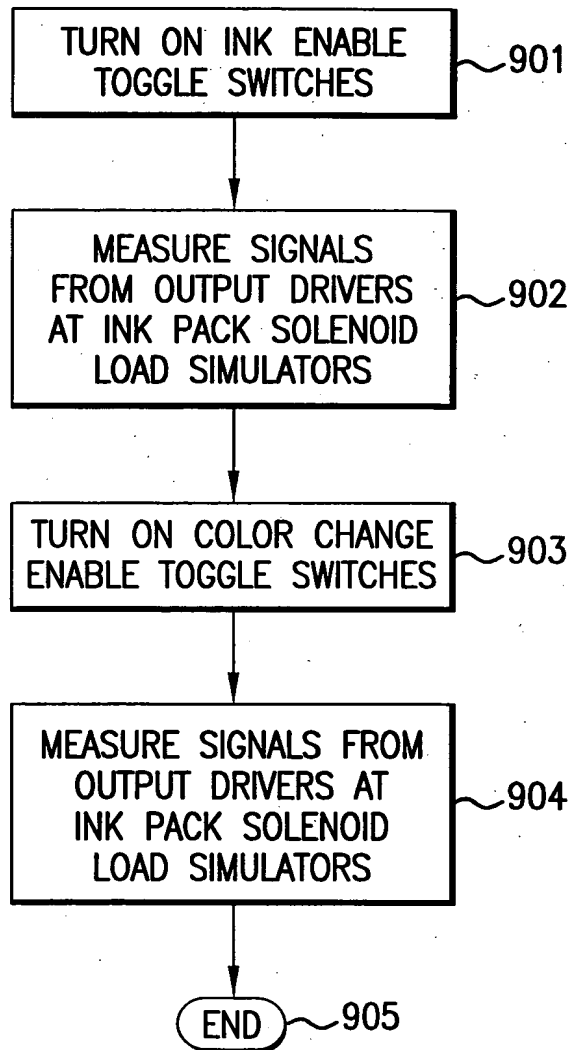 TURN ON INK ENABLE
TOGGLE SWITCHES
901
MEASURE SIGNALS
FROM OUTPUT DRIVERS
AT INK PACK SOLENOID
LOAD SIMULATORS
902
TURN ON COLOR CHANGE
ENABLE TOGGLE SWITCHES
903
MEASURE SIGNALS FROM
OUTPUT DRIVERS AT
INK PACK SOLENOID
LOAD SIMULATORS
904
END
905